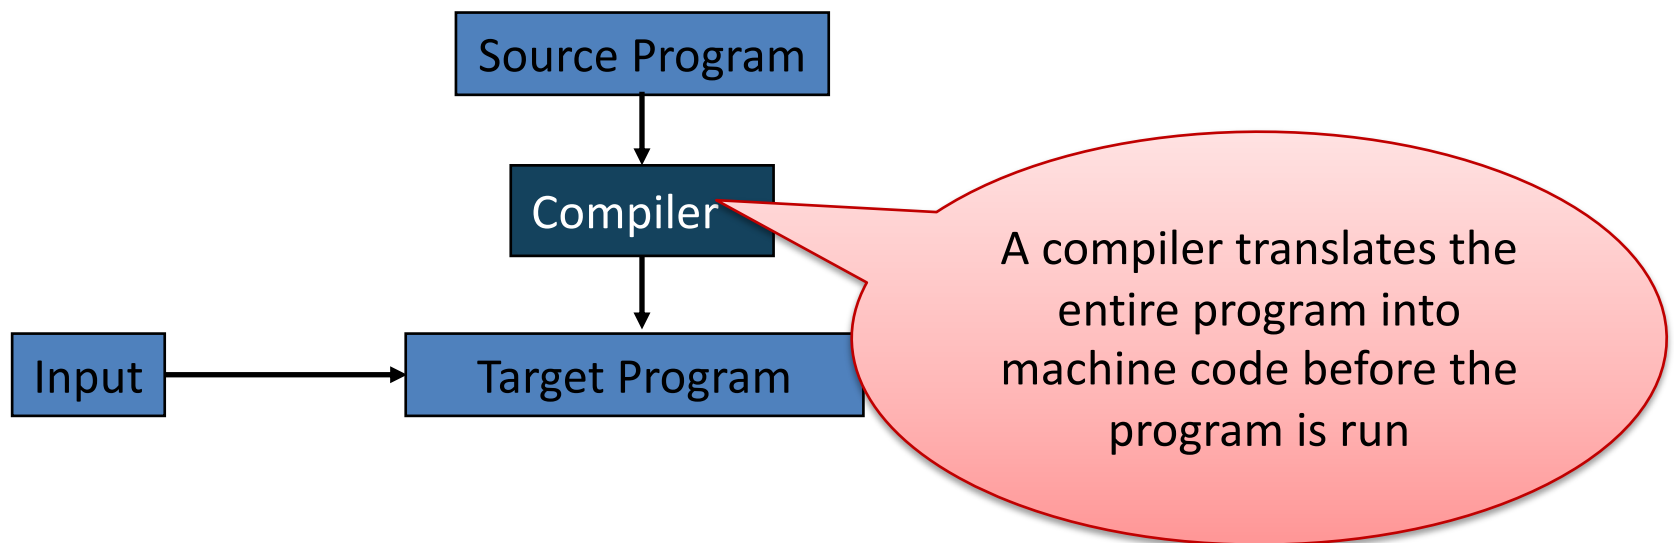 Source Program
Compiler
A compiler translates the
entire program into
machine code before the
program is run
Input
Target Program